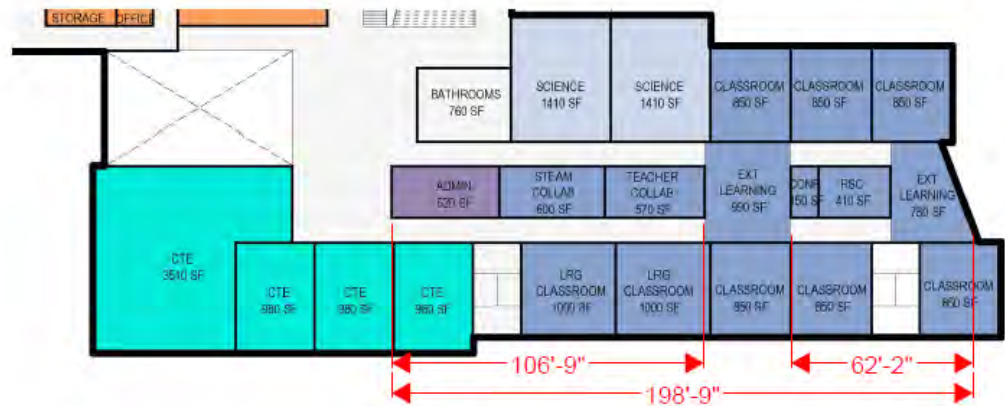 STORAGE
OFFICE
BATHROOMS
760 SF
SCIENCE
1410 SF
SCIENCE
1410 SF
CLASSROOM
850 SF
CLASSROOM
850 SF
CLASSROOM
850 SF
ADMIN
520 SF
STEAM
COLLAB
600 SF
TEACHER
COLLAB
570 SF
EXT
LEARNING
990 SF
CONF
150 SF
RSC
410 SF
EXT
LEARNING
780 SF
CTE
3510 SF
CTE
980 SF
CTE
980 SF
CTE
980 SF
LRG
CLASSROOM
1000 SF
LRG
CLASSROOM
1000 SF
CLASSROOM
850 SF
CLASSROOM
850 SF
CLASSROOM
850 SF
106'-9"
62'-2"
198'-9"